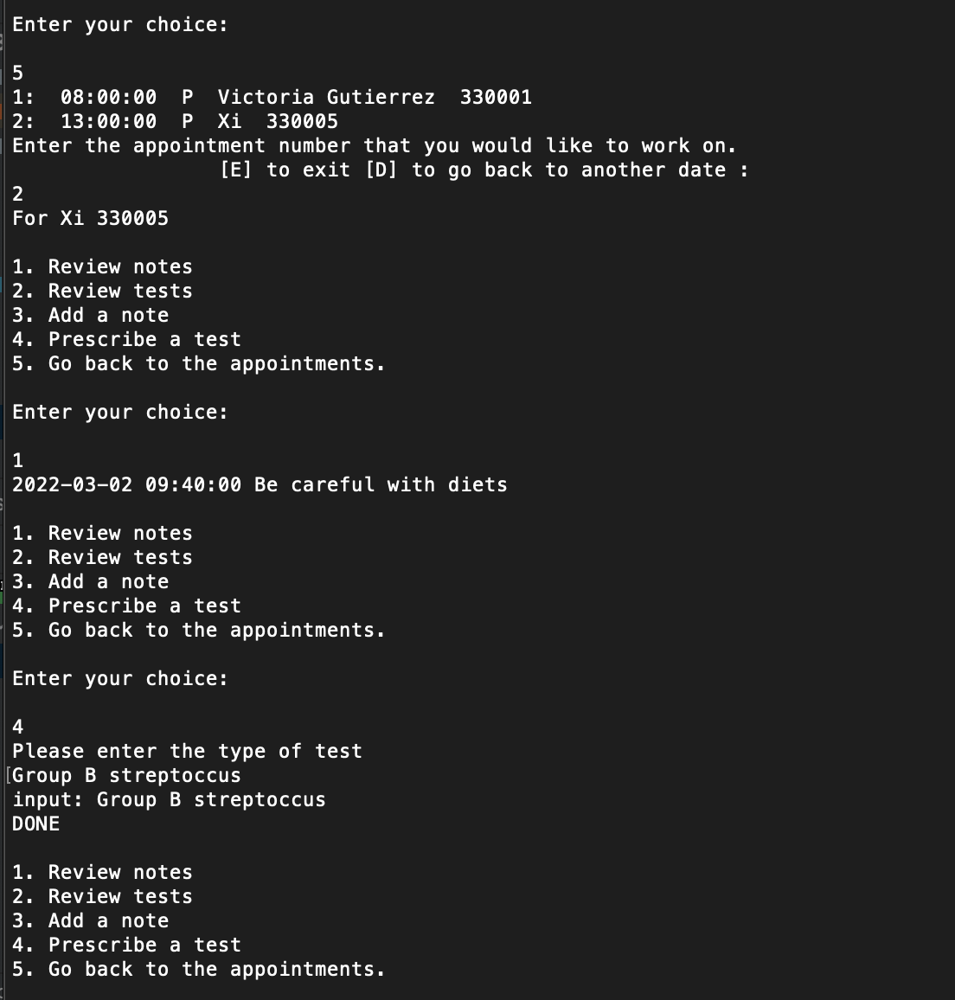 Enter your choice:
5
1:  08:00:00  P  Victoria Gutierrez  330001
2:  13:00:00  P  Xi  330005
Enter the appointment number that you would like to work on.
[E] to exit [D] to go back to another date :
2
For Xi 330005
1. Review notes
2. Review tests
3. Add a note
4. Prescribe a test
5. Go back to the appointments.
Enter your choice:
1
2022-03-02 09:40:00 Be careful with diets
1. Review notes
2. Review tests
3. Add a note
4. Prescribe a test
5. Go back to the appointments.
Enter your choice:
4
Please enter the type of test
[Group B streptoccus
input: Group B streptoccus
DONE
1. Review notes
2. Review tests
3. Add a note
4. Prescribe a test
5. Go back to the appointments.